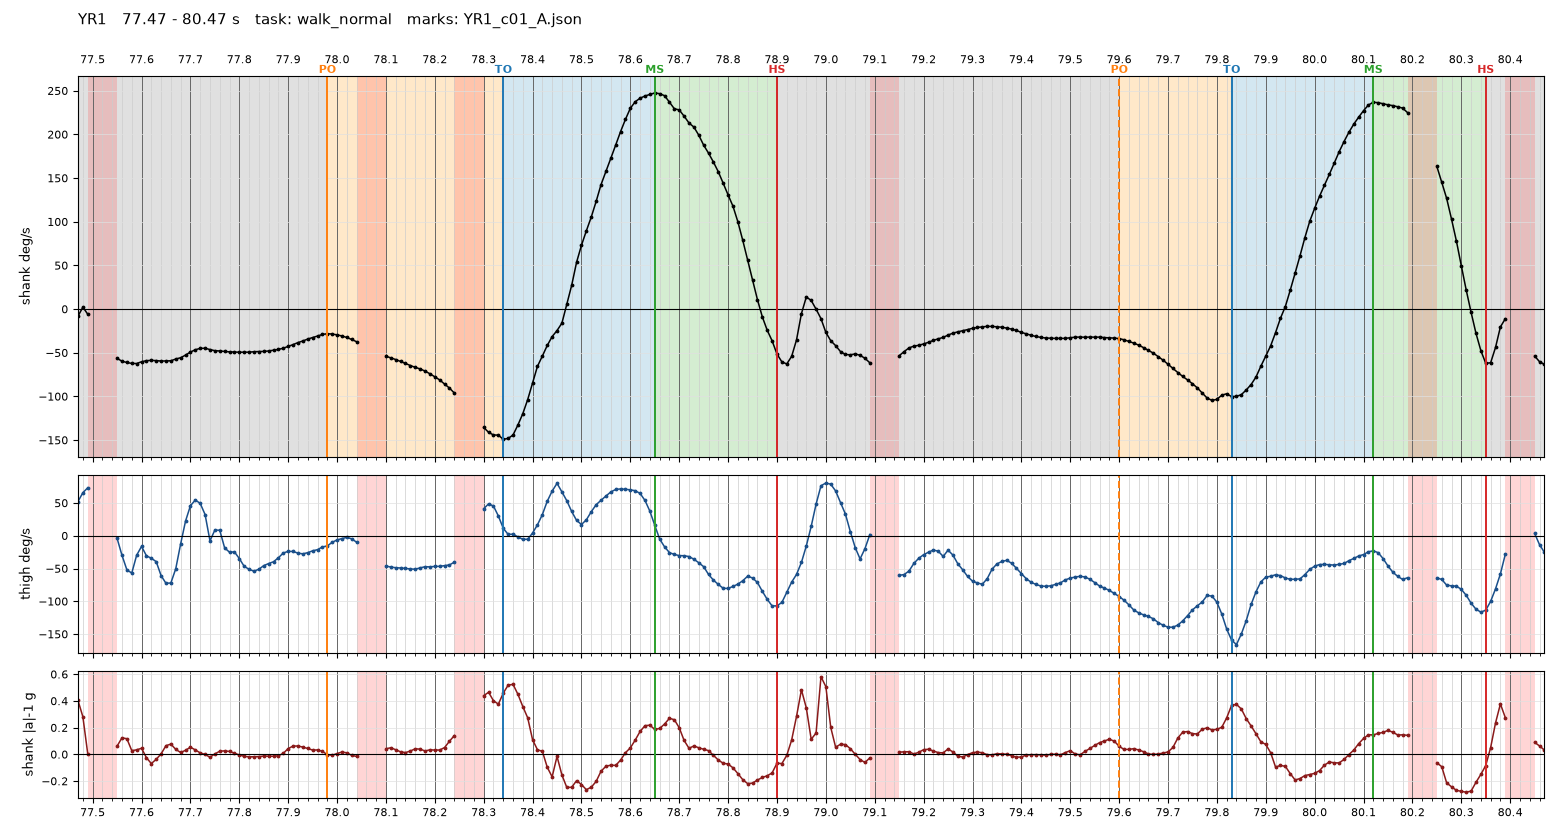 YR1   77.47 - 80.47 s   task: walk_normal   marks: YR1_c01_A.json
77.5 77.6 77.7 77.8 77.9 78.0 78.1 78.2 78.3 78.4 78.5 78.6 78.7 78.8 78.9 79.0 79.1 79.2 79.3 79.4 79.5 79.6 79.7 79.8 79.9 80.0 80.1 80.2 80.3 80.4
PO TO MS HS PO TO MS HS
250
200
150
100
50
0
−50
−100
−150
shank deg/s
50
0
−50
−100
−150
thigh deg/s
0.6
0.4
0.2
0.0
−0.2
shank |a|-1 g
77.5 77.6 77.7 77.8 77.9 78.0 78.1 78.2 78.3 78.4 78.5 78.6 78.7 78.8 78.9 79.0 79.1 79.2 79.3 79.4 79.5 79.6 79.7 79.8 79.9 80.0 80.1 80.2 80.3 80.4